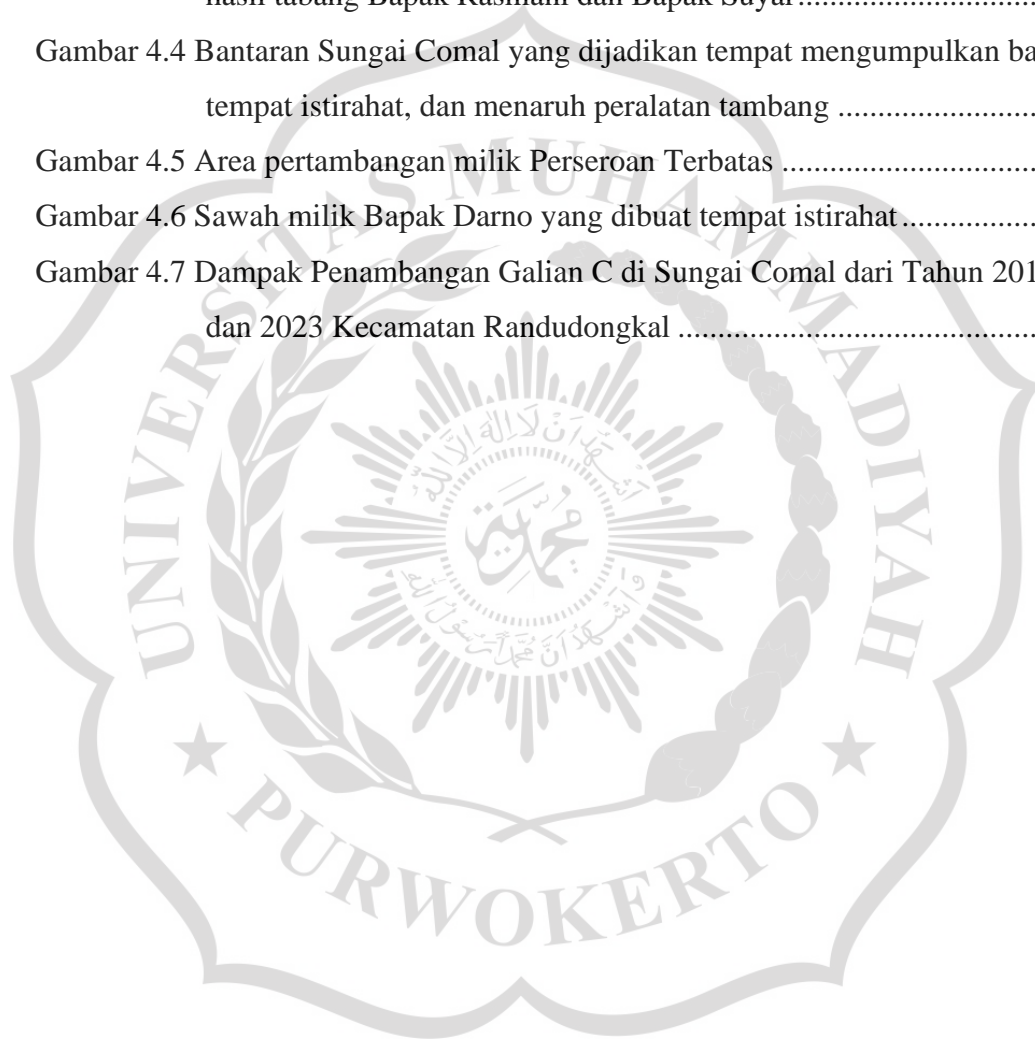 Gambar 4.4 Bantaran Sungai Comal yang dijadikan tempat mengumpulkan
tempat istirahat, dan menaruh peralatan tambang ........................
Gambar 4.5 Area pertambangan milik Perseroan Terbatas ...............................
Gambar 4.6 Sawah milik Bapak Darno yang dibuat tempat istirahat ................
Gambar 4.7 Dampak Penambangan Galian C di Sungai Comal dari Tahun
dan 2023 Kecamatan Randudongkal ...........................................
UNIVERSITAS MUHAMMADIYAH
PURWOKERTO